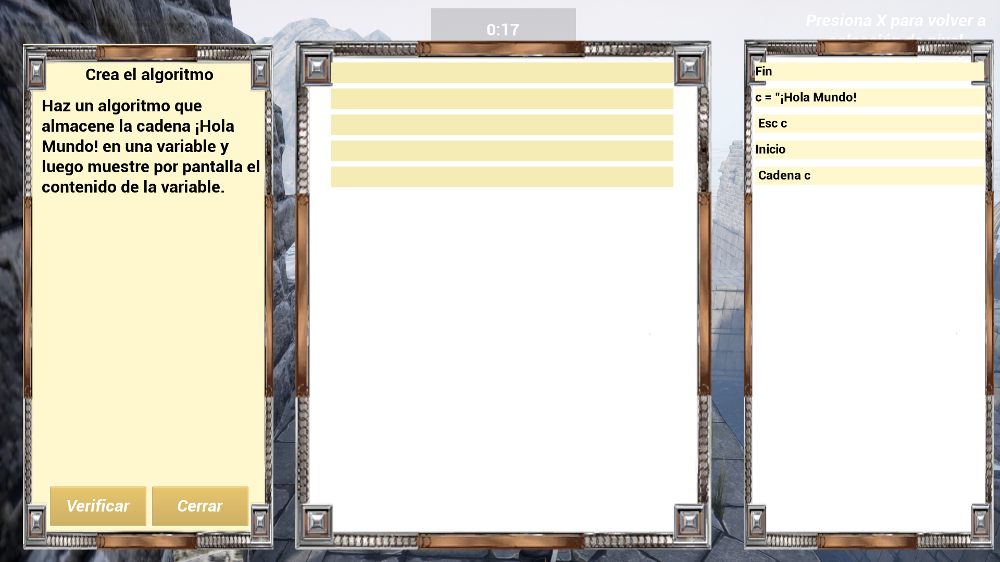 0:17
Presiona X para volver a
Crea el algoritmo
Haz un algoritmo que
almacene la cadena ¡Hola
Mundo! en una variable y
luego muestre por pantalla el
contenido de la variable.
Verificar
Cerrar
Fin
c = "¡Hola Mundo!
Esc c
Inicio
Cadena c